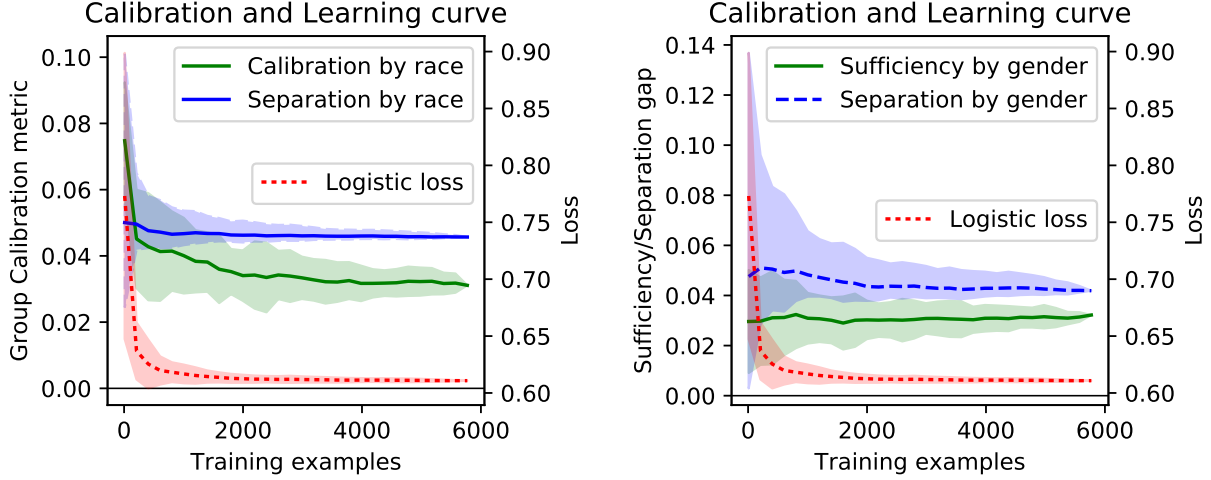 Calibration and Learning curve
Group Calibration metric
0.10
0.08
0.06
0.04
0.02
0.00
Calibration by race
Separation by race
Logistic loss
0.90
0.85
0.80
0.75
0.70
0.65
0.60
Loss
0
2000
4000
6000
Training examples
Calibration and Learning curve
Sufficiency/Separation gap
0.14
0.12
0.10
0.08
0.06
0.04
0.02
0.00
Sufficiency by gender
Separation by gender
Logistic loss
0.90
0.85
0.80
0.75
0.70
0.65
0.60
Loss
0
2000
4000
6000
Training examples